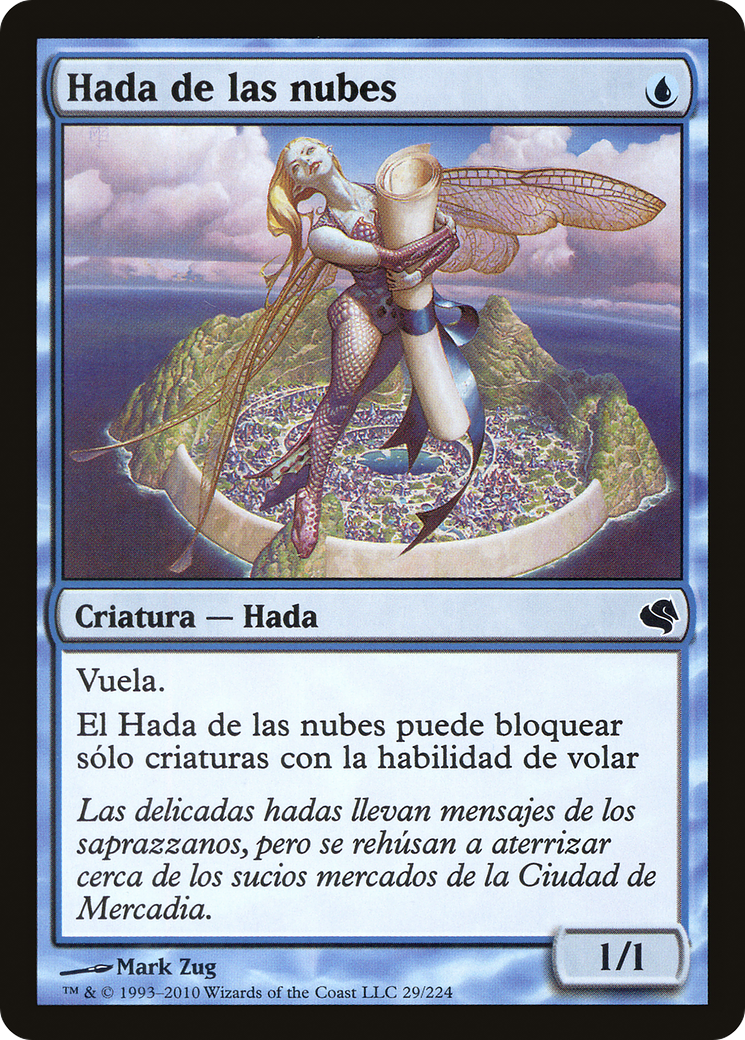 Hada de las nubes
Criatura — Hada
Vuela.
El Hada de las nubes puede bloquear
sólo criaturas con la habilidad de volar
Las delicadas hadas llevan mensajes de los
saprazzanos, pero se rehúsan a aterrizar
cerca de los sucios mercados de la Ciudad de
Mercadia.
1/1
Mark Zug
™ & © 1993–2010 Wizards of the Coast LLC 29/224